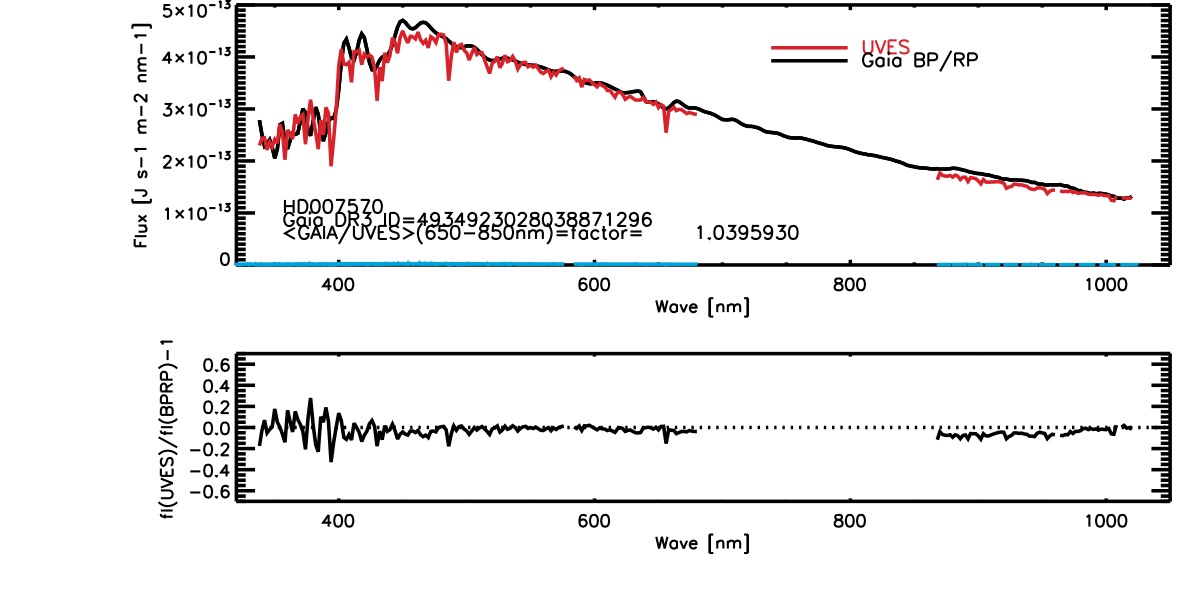 5×10−13
4×10−13
3×10−13
2×10−13
1×10−13
0
Flux [J s−1 m−2 nm−1]
UVES
Gaia BP/RP
HD007570
Gaia DR3 ID=4934923028038871296
<GAIA/UVES>(650−850nm)=factor= 1.0395930
400 600 800 1000
Wave [nm]
fl(UVES)/fl(BPRP)−1
0.6
0.4
0.2
0.0
−0.2
−0.4
−0.6
400 600 800 1000
Wave [nm]